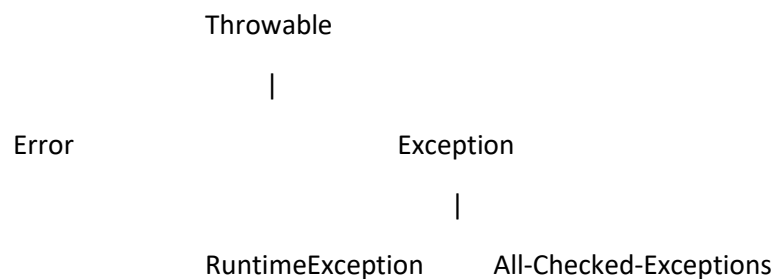 Throwable
|
Error Exception
|
RuntimeException All-Checked-Exceptions